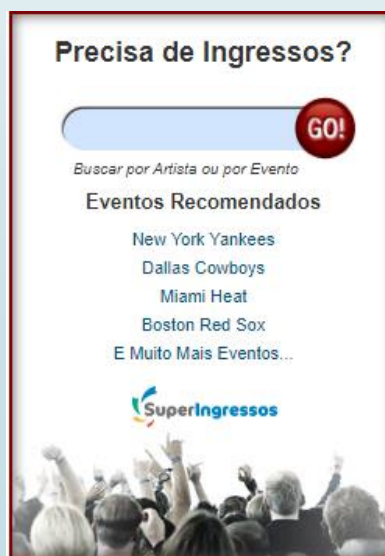 Precisa de Ingressos?
GO!
Buscar por Artista ou por Evento
Eventos Recomendados
New York Yankees
Dallas Cowboys
Miami Heat
Boston Red Sox
E Muito Mais Eventos...
SuperIngressos